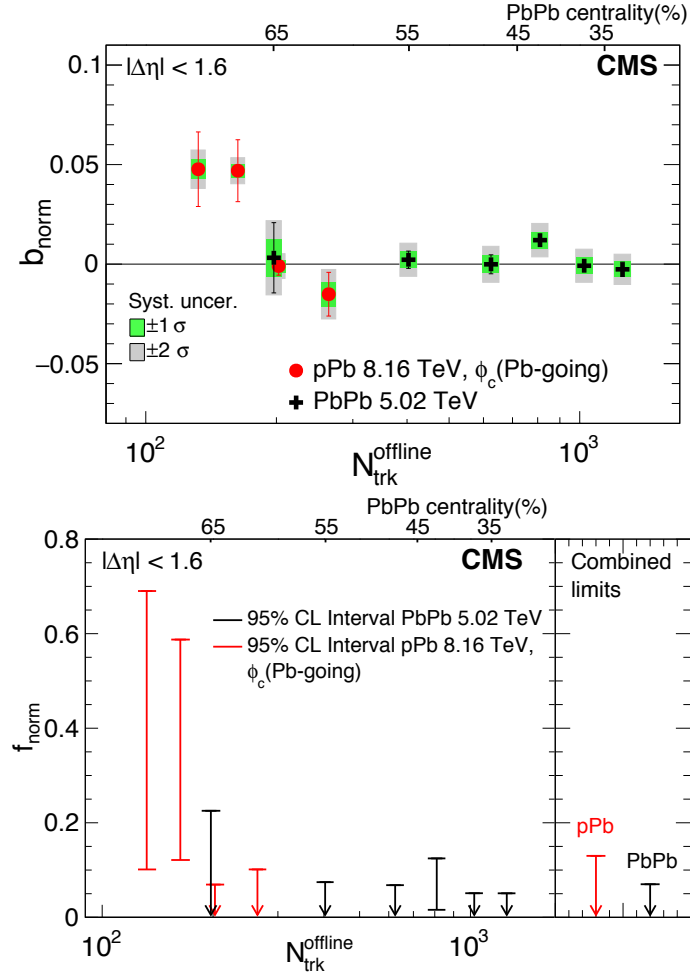 PbPb centrality(%)
65 55 45 35
|Δη| < 1.6
CMS
0.1
0.05
0
−0.05
b_norm
Syst. uncer.
±1 σ
±2 σ
pPb 8.16 TeV, ϕ_c(Pb-going)
PbPb 5.02 TeV
10^2 10^3
N_trk^offline
PbPb centrality(%)
65 55 45 35
|Δη| < 1.6
CMS
Combined
limits
0.8
0.6
0.4
0.2
0
f_norm
95% CL Interval PbPb 5.02 TeV
95% CL Interval pPb 8.16 TeV,
ϕ_c(Pb-going)
pPb
PbPb
10^2 10^3
N_trk^offline